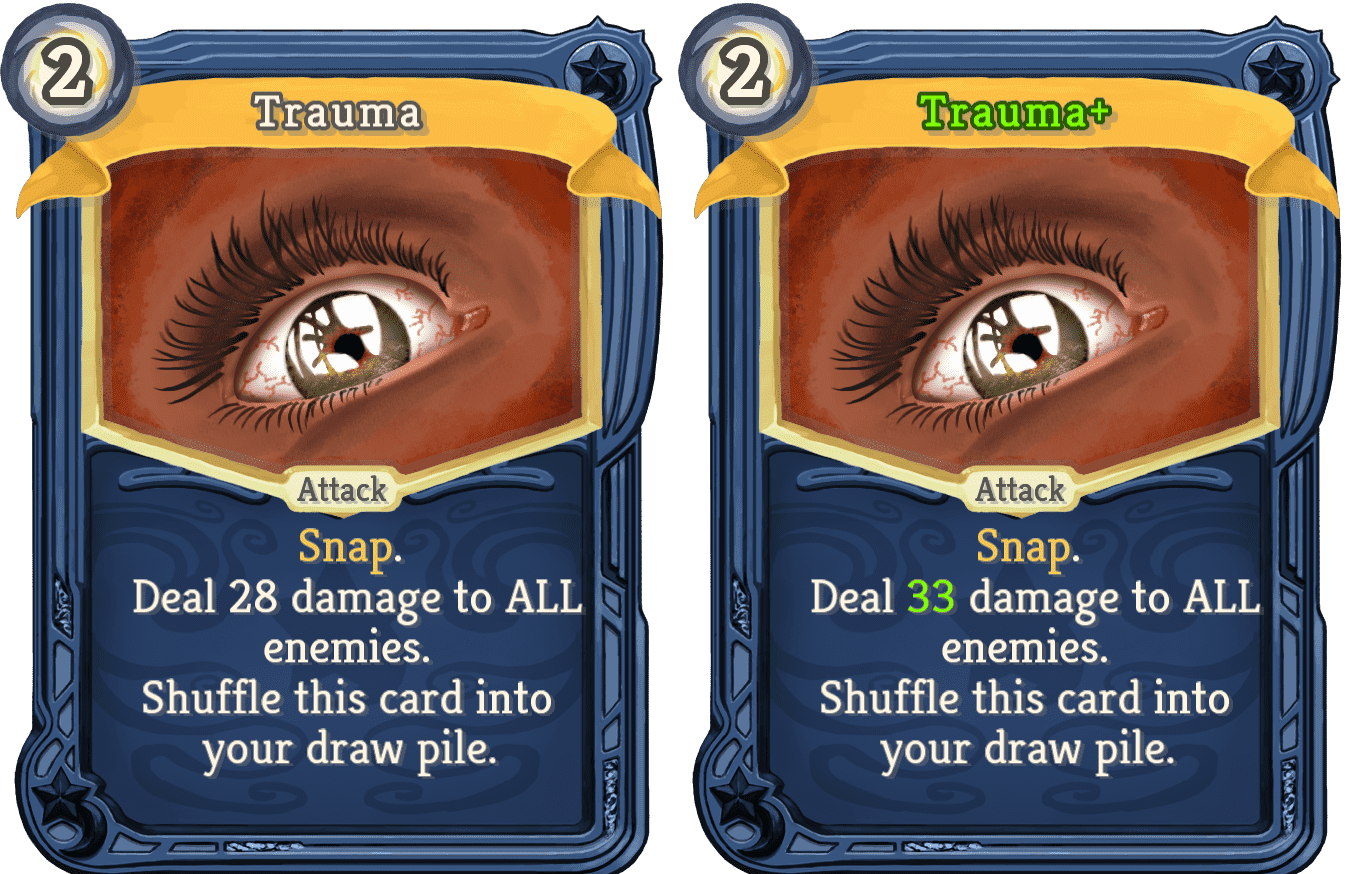 2
Trauma
Attack
Snap.
Deal 28 damage to ALL
enemies.
Shuffle this card into
your draw pile.
2
Trauma+
Attack
Snap.
Deal 33 damage to ALL
enemies.
Shuffle this card into
your draw pile.